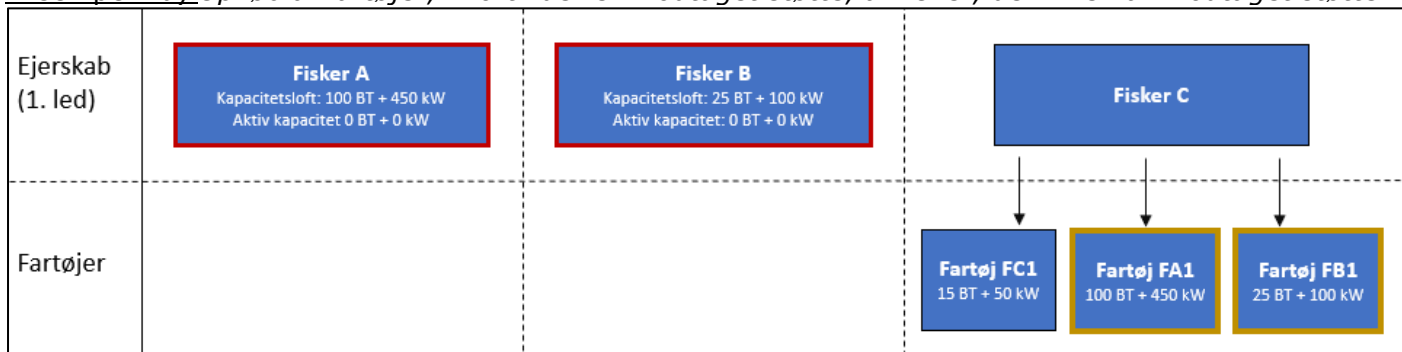 Ejerskab
(1. led)
Fisker A
Kapacitetsloft: 100 BT + 450 kW
Aktiv kapacitet 0 BT + 0 kW
Fisker B
Kapacitetsloft: 25 BT + 100 kW
Aktiv kapacitet: 0 BT + 0 kW
Fisker C
Fartøjer
Fartøj FC1
15 BT + 50 kW
Fartøj FA1
100 BT + 450 kW
Fartøj FB1
25 BT + 100 kW